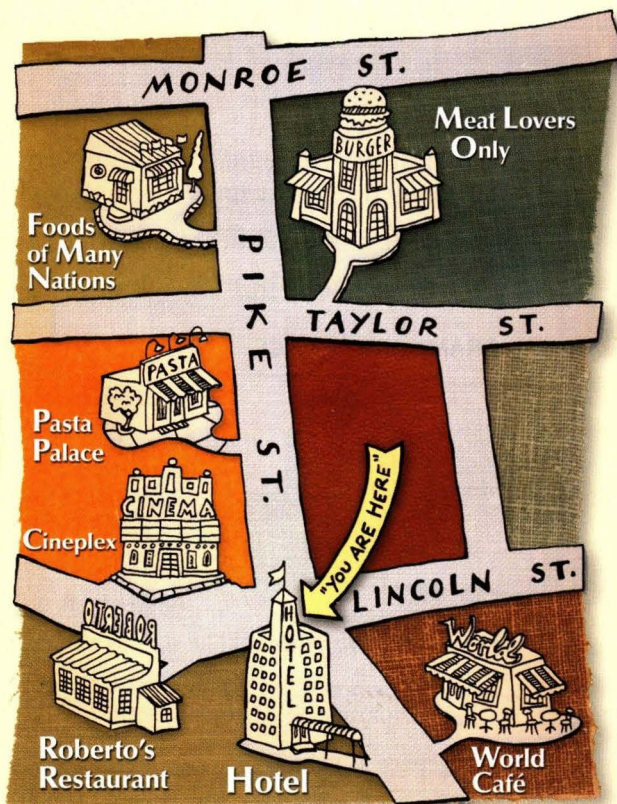 MONROE ST.
BURGER
Meat Lovers
Only
Foods
of Many
Nations
PIKE ST.
TAYLOR ST.
PASTA
Pasta
Palace
"YOU ARE HERE"
CINEMA
Cineplex
LINCOLN ST.
ROBERTO
HOTEL
World
Roberto's
Restaurant
Hotel
World
Café